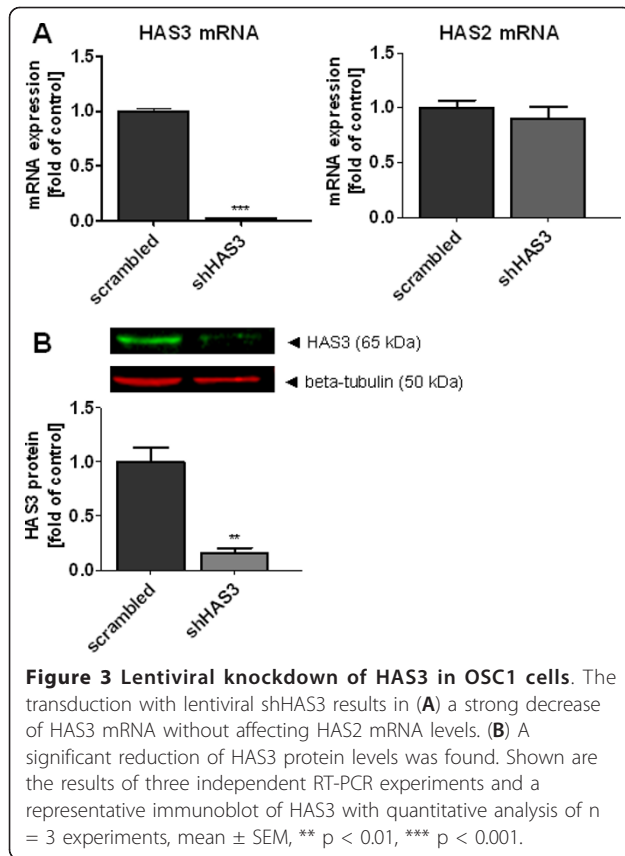 A
HAS3 mRNA
HAS2 mRNA
mRNA expression
[fold of control]
1.5
1.0
0.5
0.0
***
scrambled
shHAS3
mRNA expression
[fold of control]
1.5
1.0
0.5
0.0
scrambled
shHAS3
B
◄ HAS3 (65 kDa)
◄ beta-tubulin (50 kDa)
HAS3 protein
[fold of control]
1.5
1.0
0.5
0.0
**
scrambled
shHAS3
Figure 3 Lentiviral knockdown of HAS3 in OSC1 cells. The
transduction with lentiviral shHAS3 results in (A) a strong decrease
of HAS3 mRNA without affecting HAS2 mRNA levels. (B) A
significant reduction of HAS3 protein levels was found. Shown are
the results of three independent RT-PCR experiments and a
representative immunoblot of HAS3 with quantitative analysis of n
= 3 experiments, mean ± SEM, ** p < 0.01, *** p < 0.001.